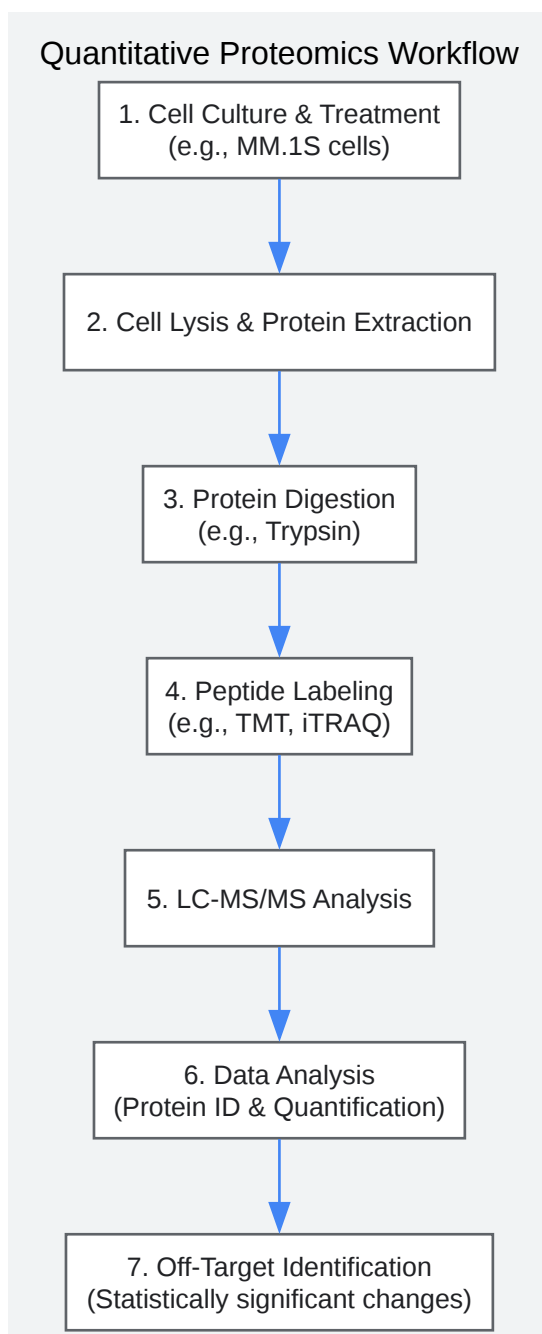 Quantitative Proteomics Workflow
1. Cell Culture & Treatment
(e.g., MM.1S cells)
2. Cell Lysis & Protein Extraction
3. Protein Digestion
(e.g., Trypsin)
4. Peptide Labeling
(e.g., TMT, iTRAQ)
5. LC-MS/MS Analysis
6. Data Analysis
(Protein ID & Quantification)
7. Off-Target Identification
(Statistically significant changes)